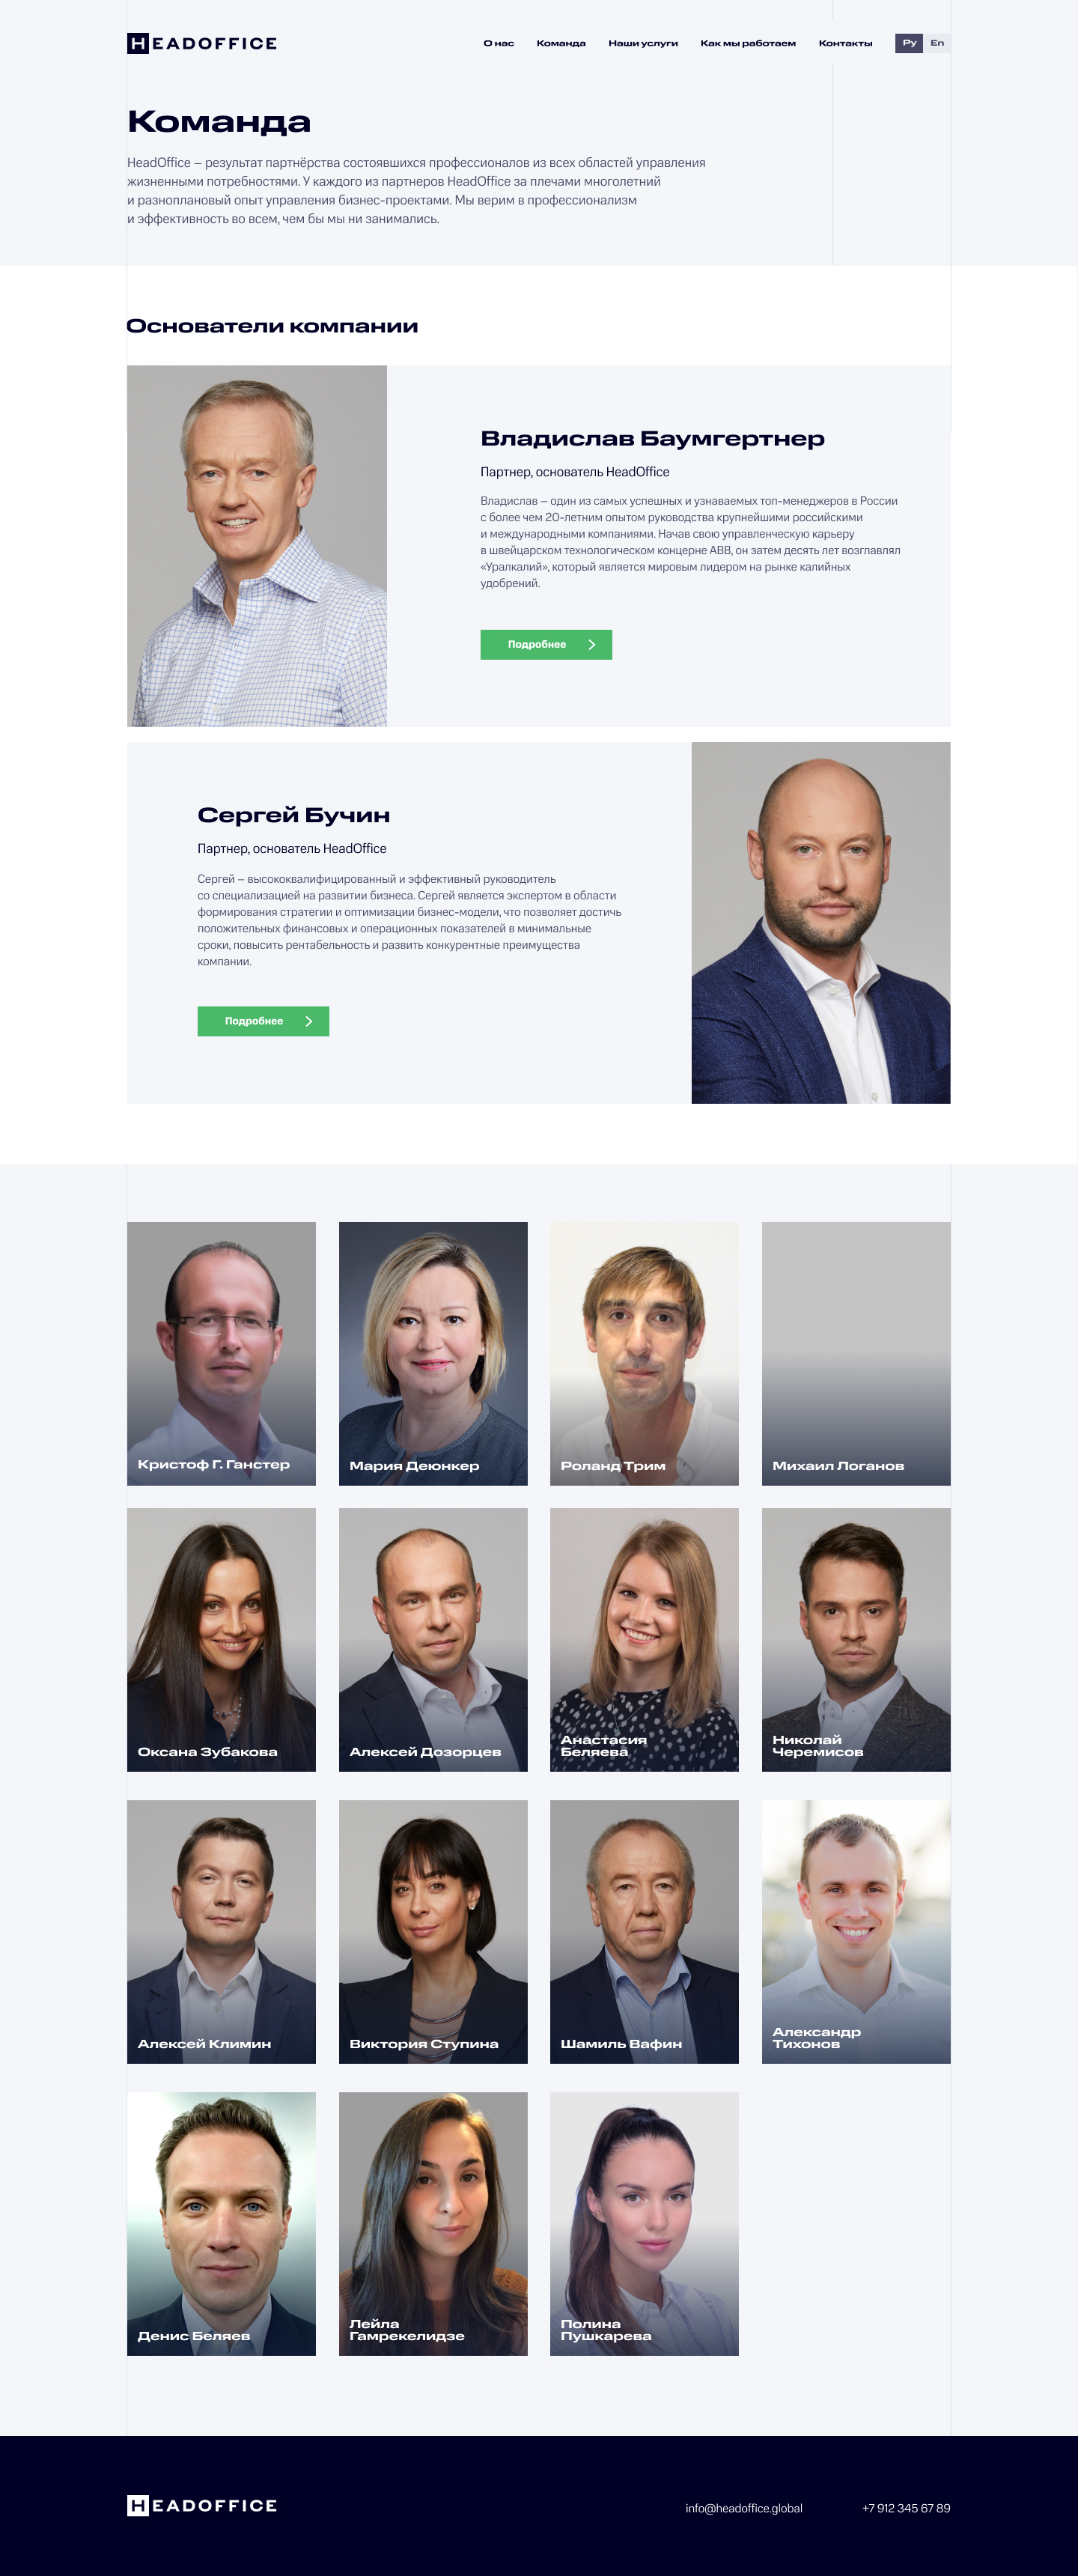 HEADOFFICE
О нас Команда Наши услуги Как мы работаем Контакты Ру En
Команда
HeadOffice – результат партнёрства состоявшихся профессионалов из всех областей управления
жизненными потребностями. У каждого из партнеров HeadOffice за плечами многолетний
и разноплановый опыт управления бизнес-проектами. Мы верим в профессионализм
и эффективность во всем, чем бы мы ни занимались.
Основатели компании
Владислав Баумгертнер
Партнер, основатель HeadOffice
Владислав – один из самых успешных и узнаваемых топ-менеджеров в России
с более чем 20-летним опытом руководства крупнейшими российскими
и международными компаниями. Начав свою управленческую карьеру
в швейцарском технологическом концерне ABB, он затем десять лет возглавлял
«Уралкалий», который является мировым лидером на рынке калийных
удобрений.
Подробнее
Сергей Бучин
Партнер, основатель HeadOffice
Сергей – высококвалифицированный и эффективный руководитель
со специализацией на развитии бизнеса. Сергей является экспертом в области
формирования стратегии и оптимизации бизнес-модели, что позволяет достичь
положительных финансовых и операционных показателей в минимальные
сроки, повысить рентабельность и развить конкурентные преимущества
компании.
Подробнее
Кристоф Г. Ганстер
Мария Деюнкер
Роланд Трим
Михаил Логанов
Оксана Зубакова
Алексей Дозорцев
Анастасия
Беляева
Николай
Черемисов
Алексей Климин
Виктория Ступина
Шамиль Вафин
Александр
Тихонов
Денис Беляев
Лейла
Гамрекелидзе
Полина
Пушкарева
HEADOFFICE
info@headoffice.global
+7 912 345 67 89